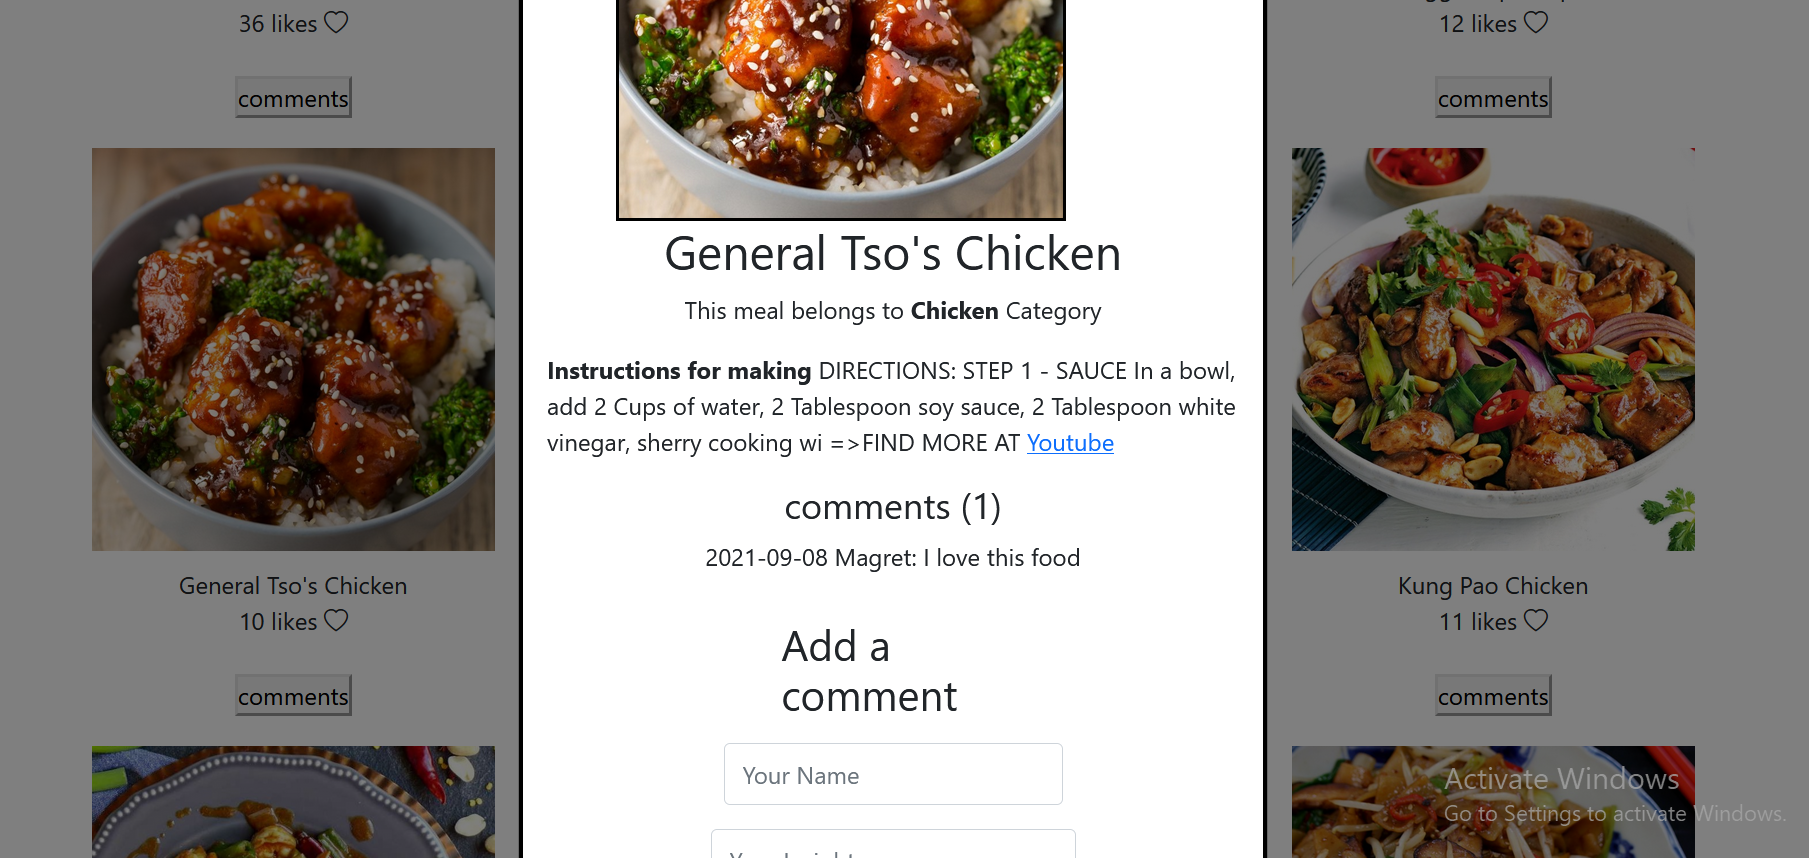 36 likes
comments
General Tso's Chicken
10 likes
comments
General Tso's Chicken
This meal belongs to Chicken Category
Instructions for making DIRECTIONS: STEP 1 - SAUCE In a bowl,
add 2 Cups of water, 2 Tablespoon soy sauce, 2 Tablespoon white
vinegar, sherry cooking wi =>FIND MORE AT Youtube
comments (1)
2021-09-08 Magret: I love this food
Add a
comment
Your Name
12 likes
comments
Kung Pao Chicken
11 likes
comments
Activate Windows
Go to Settings to activate Windows.